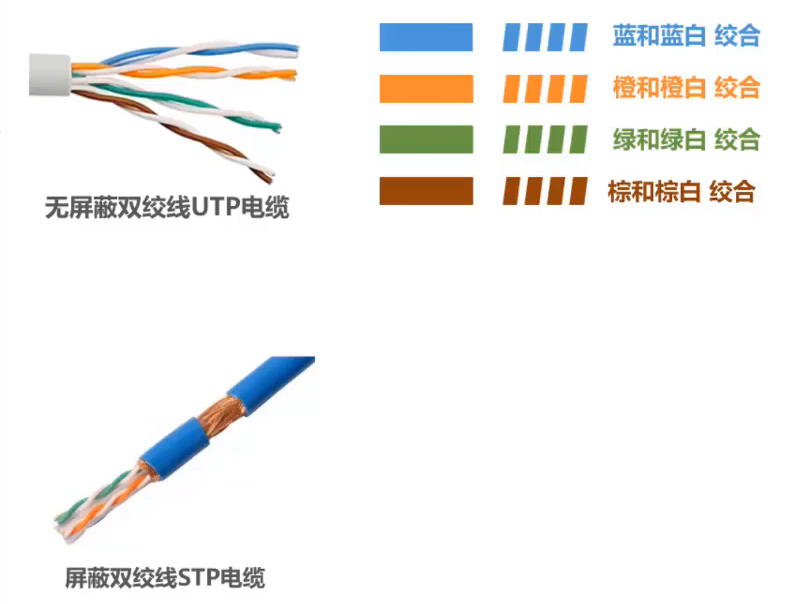 蓝和蓝白 绞合
橙和橙白 绞合
绿和绿白 绞合
棕和棕白 绞合
无屏蔽双绞线UTP电缆
屏蔽双绞线STP电缆